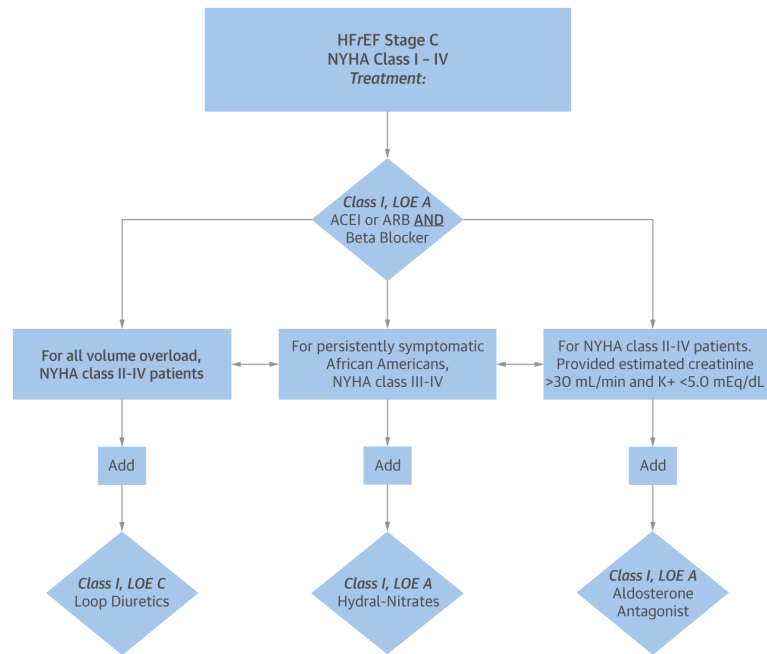 HFrEF Stage C
NYHA Class I – IV
Treatment:
Class I, LOE A
ACEI or ARB AND
Beta Blocker
For all volume overload,
NYHA class II-IV patients
For persistently symptomatic
African Americans,
NYHA class III-IV
For NYHA class II-IV patients.
Provided estimated creatinine
>30 mL/min and K+ <5.0 mEq/dL
Add
Add
Add
Class I, LOE C
Loop Diuretics
Class I, LOE A
Hydral-Nitrates
Class I, LOE A
Aldosterone
Antagonist